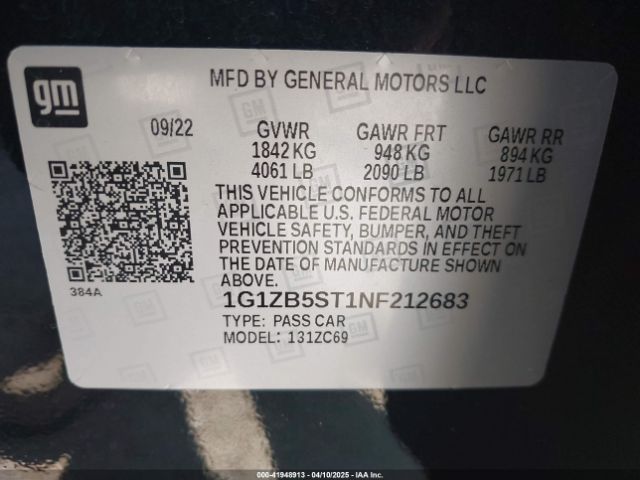 gm
MFD BY GENERAL MOTORS LLC
09/22 GVWR GAWR FRT GAWR RR
1842 KG 948 KG 894 KG
4061 LB 2090 LB 1971 LB
THIS VEHICLE CONFORMS TO ALL
APPLICABLE U.S. FEDERAL MOTOR
VEHICLE SAFETY, BUMPER, AND THEFT
PREVENTION STANDARDS IN EFFECT ON
THE DATE OF MANUFACTURE SHOWN
ABOVE.
384A
1G1ZB5ST1NF212683
TYPE: PASS CAR
MODEL: 131ZC69
000-41948913 - 04/10/2025 - IAA Inc.